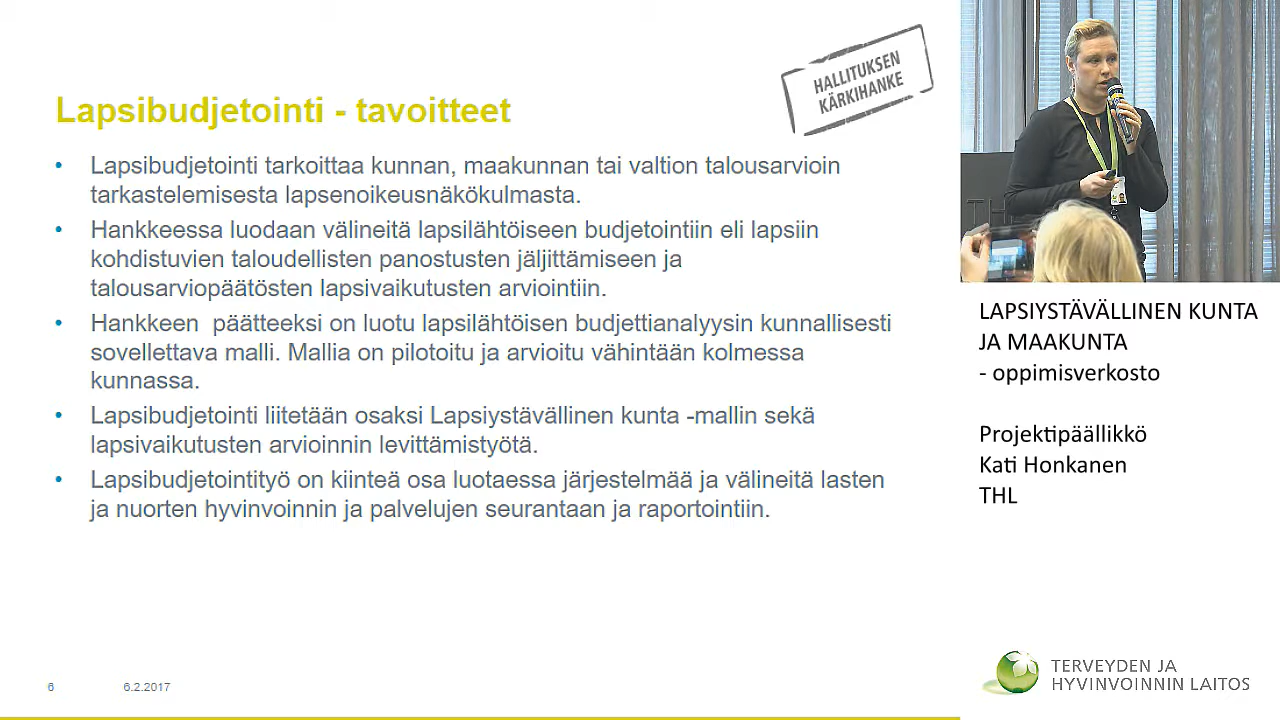 HALLITUKSEN
KÄRKIHANKE
Lapsibudjetointi - tavoitteet
• Lapsibudjetointi tarkoittaa kunnan, maakunnan tai valtion talousarvioin
tarkastelemisesta lapsenoikeusnäkökulmasta.
• Hankkeessa luodaan välineitä lapsilähtöiseen budjetointiin eli lapsiin
kohdistuvien taloudellisten panostusten jäljittämiseen ja
talousarviopäätösten lapsivaikutusten arviointiin.
• Hankkeen päätteeksi on luotu lapsilähtöisen budjettianalyysin kunnallisesti
sovellettava malli. Mallia on pilotoitu ja arvioitu vähintään kolmessa
kunnassa.
• Lapsibudjetointi liitetään osaksi Lapsiystävällinen kunta -mallin sekä
lapsivaikutusten arvioinnin levittämistyötä.
• Lapsibudjetointityö on kiinteä osa luotaessa järjestelmää ja välineitä lasten
ja nuorten hyvinvoinnin ja palvelujen seurantaan ja raportointiin.
6 6.2.2017
LAPSIYSTÄVÄLLINEN KUNTA
JA MAAKUNTA
- oppimisverkosto
Projektipäällikkö
Kati Honkanen
THL
TERVEYDEN JA
HYVINVOINNIN LAITOS